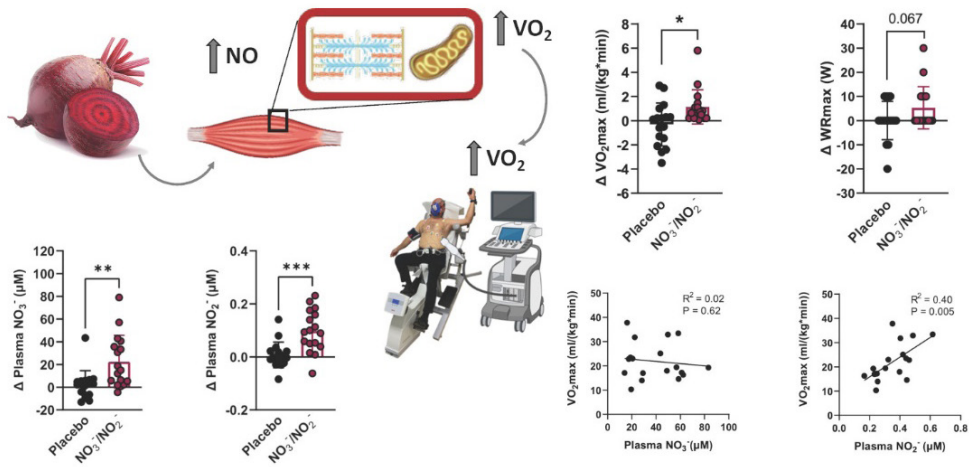 NO
VO₂
VO₂
*
Δ VO₂max (ml/(kg*min))
6
4
2
0
-2
-4
-6
Placebo
NO₃⁻/NO₂⁻
0.067
Δ WRmax (W)
40
30
20
10
0
-10
-20
-30
Placebo
NO₃⁻/NO₂⁻
**
Δ Plasma NO₃⁻ (μM)
120
100
80
60
40
20
0
-20
Placebo
NO₃⁻/NO₂⁻
***
Δ Plasma NO₂⁻ (μM)
0.4
0.2
0.0
-0.2
Placebo
NO₃⁻/NO₂⁻
R² = 0.02
P = 0.62
VO₂max (ml/(kg*min))
50
40
30
20
10
0
0 20 40 60 80 100
Plasma NO₃⁻(μM)
R² = 0.40
P = 0.005
VO₂max (ml/(kg*min))
50
40
30
20
10
0
0.0 0.2 0.4 0.6 0.8
Plasma NO₂⁻ (μM)